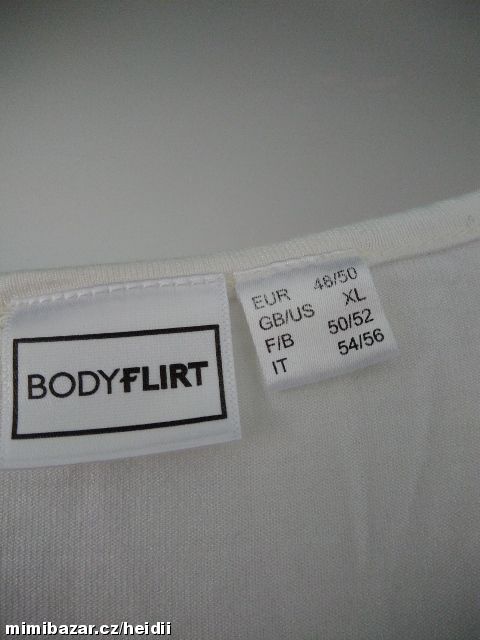 BODYFLIRT
EUR 48/50
GB/US XL
F/B 50/52
IT 54/56
mimibazar.cz/heidii